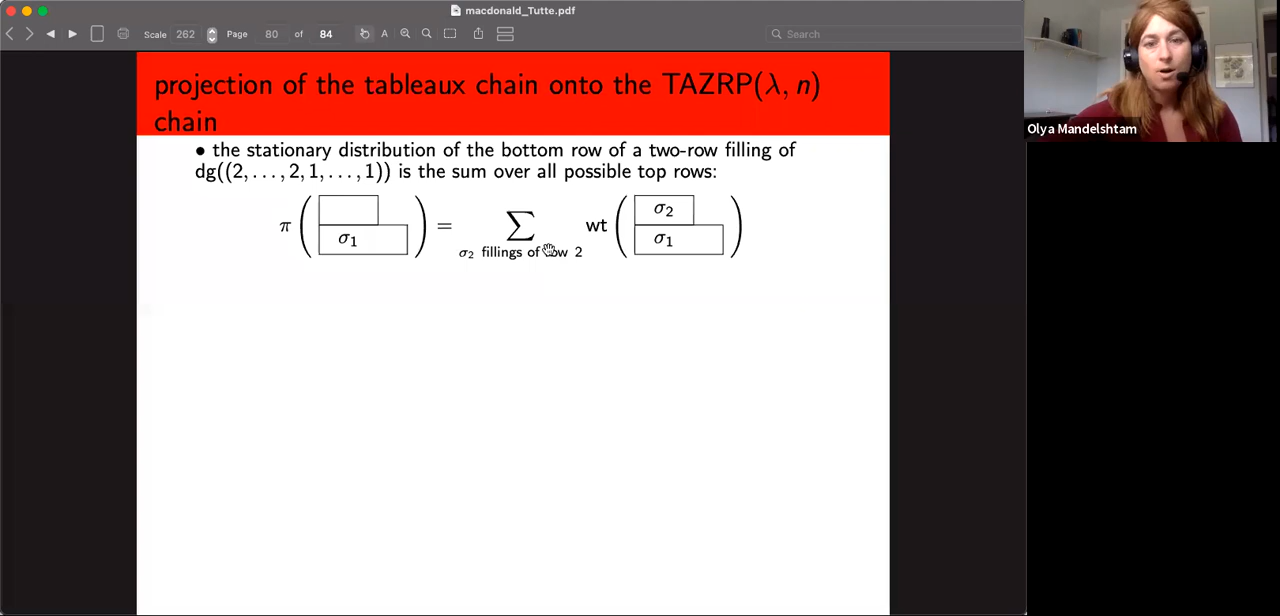 macdonald_Tutte.pdf
Scale 262 Page 80 of 84 A Search
projection of the tableaux chain onto the TAZRP(λ, n)
chain
• the stationary distribution of the bottom row of a two-row filling of
dg((2, . . . , 2, 1, . . . , 1)) is the sum over all possible top rows:
π ( σ₁ ) = ∑ wt ( σ₂ σ₁ )
σ₂ fillings of row 2
Olya Mandelshtam